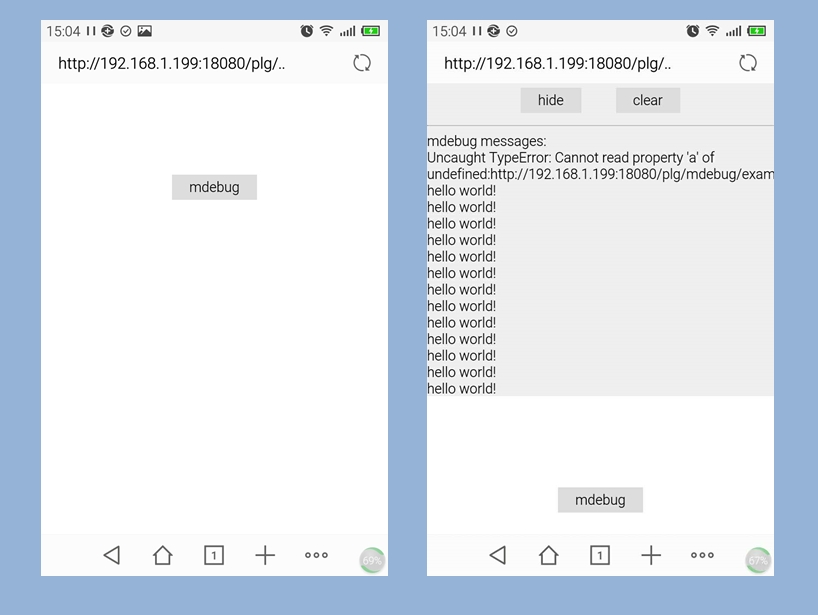 15:04
http://192.168.1.199:18080/plg/..
mdebug
1
69%
15:04
http://192.168.1.199:18080/plg/..
hide clear
mdebug messages:
Uncaught TypeError: Cannot read property 'a' of
undefined:http://192.168.1.199:18080/plg/mdebug/exam
hello world!
hello world!
hello world!
hello world!
hello world!
hello world!
hello world!
hello world!
hello world!
hello world!
hello world!
hello world!
hello world!
mdebug
1
67%